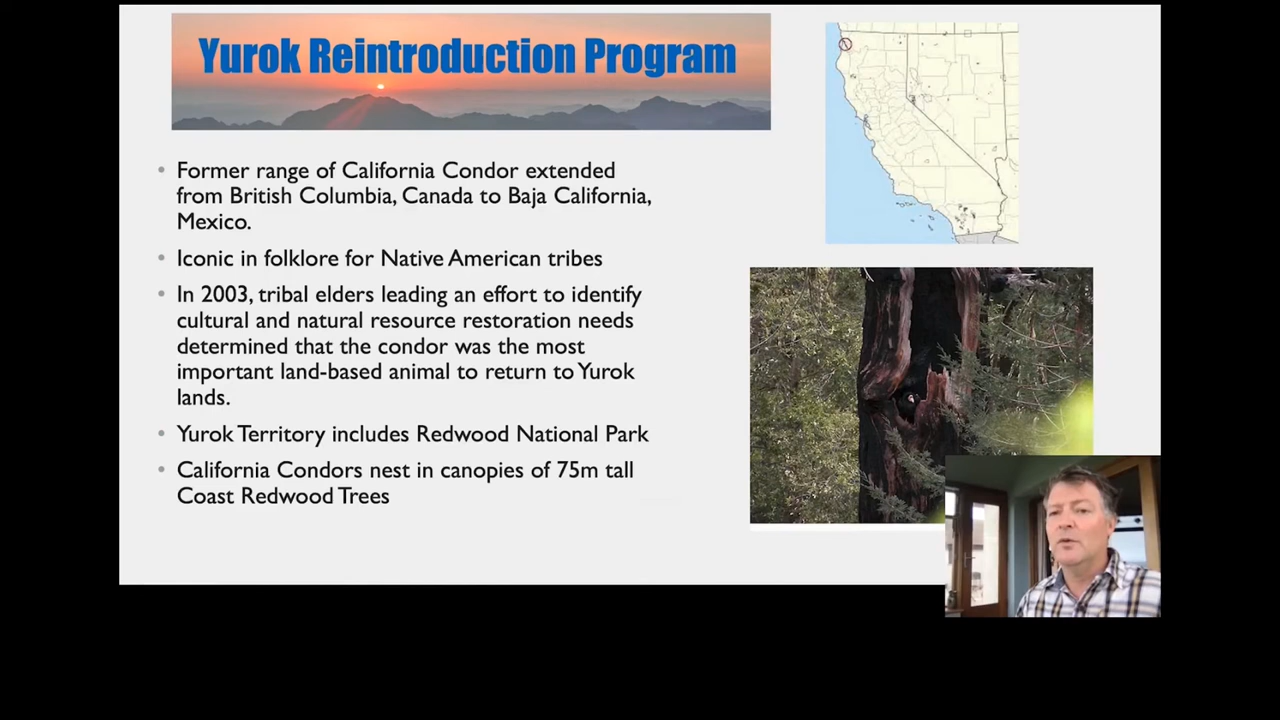 Yurok Reintroduction Program
• Former range of California Condor extended
from British Columbia, Canada to Baja California,
Mexico.
• Iconic in folklore for Native American tribes
• In 2003, tribal elders leading an effort to identify
cultural and natural resource restoration needs
determined that the condor was the most
important land-based animal to return to Yurok
lands.
• Yurok Territory includes Redwood National Park
• California Condors nest in canopies of 75m tall
Coast Redwood Trees